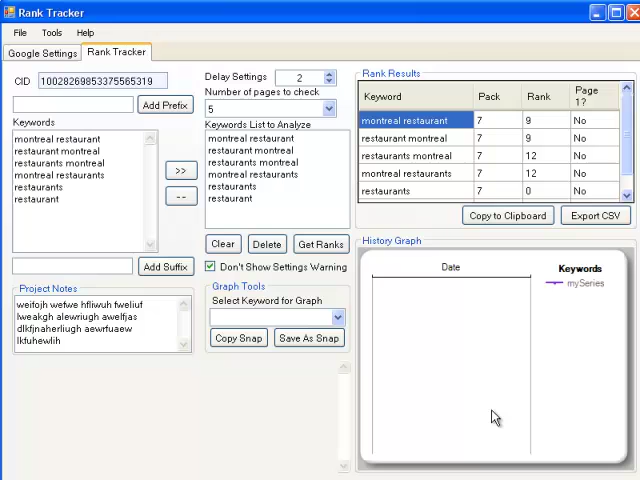 Rank Tracker
File Tools Help
Google Settings Rank Tracker
CID 10028269853375565319
Add Prefix
Keywords
montreal restaurant
restaurant montreal
restaurants montreal
montreal restaurants
restaurants
restaurant
>>
--
Add Suffix
Project Notes
weifojh wefwe hfliwuh fweliuf
lweakgh alewriugh awelfjas
dlkfjnaherliugh aewrfuaew
lkfuhewlih
Delay Settings 2
Number of pages to check
5
Keywords List to Analyze
montreal restaurant
restaurant montreal
restaurants montreal
montreal restaurants
restaurants
restaurant
Clear Delete Get Ranks
Don't Show Settings Warning
Graph Tools
Select Keyword for Graph
Copy Snap Save As Snap
Rank Results
Keyword Pack Rank Page 1?
montreal restaurant 7 9 No
restaurant montreal 7 9 No
restaurants montreal 7 12 No
montreal restaurants 7 12 No
restaurants 7 0 No
Copy to Clipboard Export CSV
History Graph
Date
Keywords
mySeries